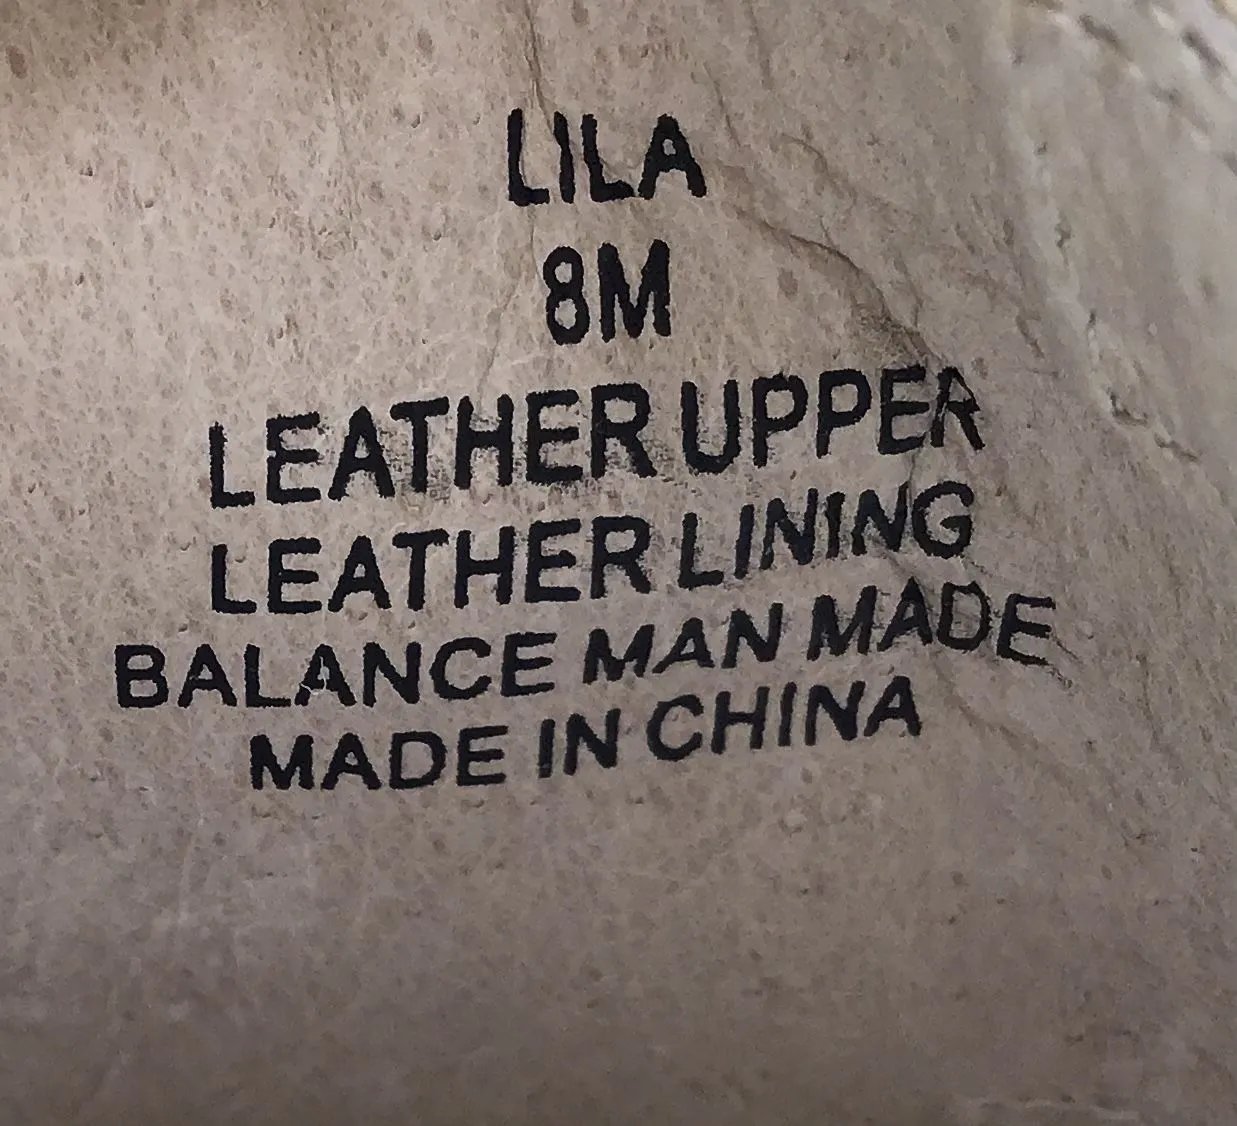 LILA
8M
LEATHER UPPER
LEATHER LINING
BALANCE MAN MADE
MADE IN CHINA